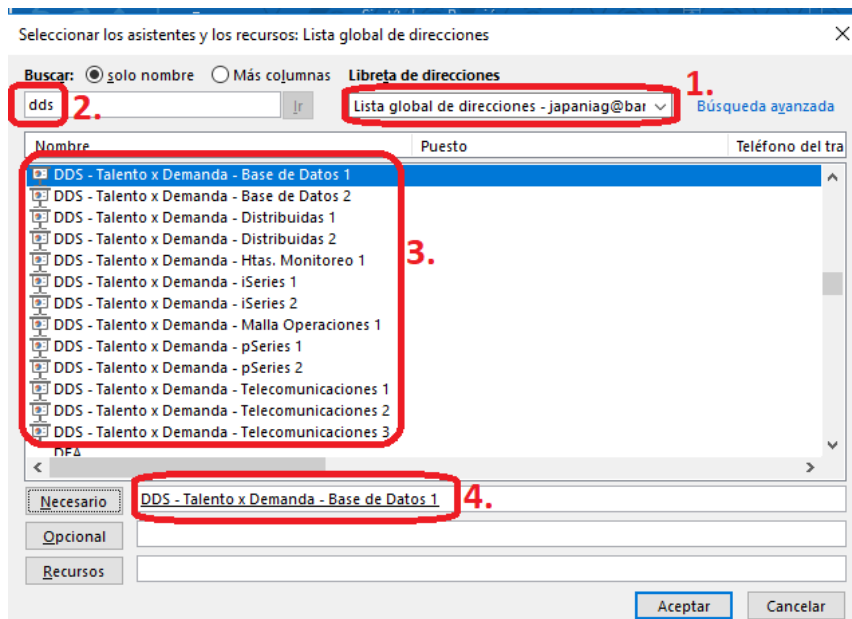 Seleccionar los asistentes y los recursos: Lista global de direcciones
Buscar: solo nombre Más columnas Libreta de direcciones
1.
dds 2. Ir Lista global de direcciones - japaniag@bar Búsqueda avanzada
Nombre Puesto Teléfono del tra
DDS - Talento x Demanda - Base de Datos 1
DDS - Talento x Demanda - Base de Datos 2
DDS - Talento x Demanda - Distribuidas 1
DDS - Talento x Demanda - Distribuidas 2
3.
DDS - Talento x Demanda - Htas. Monitoreo 1
DDS - Talento x Demanda - iSeries 1
DDS - Talento x Demanda - iSeries 2
DDS - Talento x Demanda - Malla Operaciones 1
DDS - Talento x Demanda - pSeries 1
DDS - Talento x Demanda - pSeries 2
DDS - Talento x Demanda - Telecomunicaciones 1
DDS - Talento x Demanda - Telecomunicaciones 2
DDS - Talento x Demanda - Telecomunicaciones 3
Necesario DDS - Talento x Demanda - Base de Datos 1 4.
Opcional
Recursos
Aceptar Cancelar